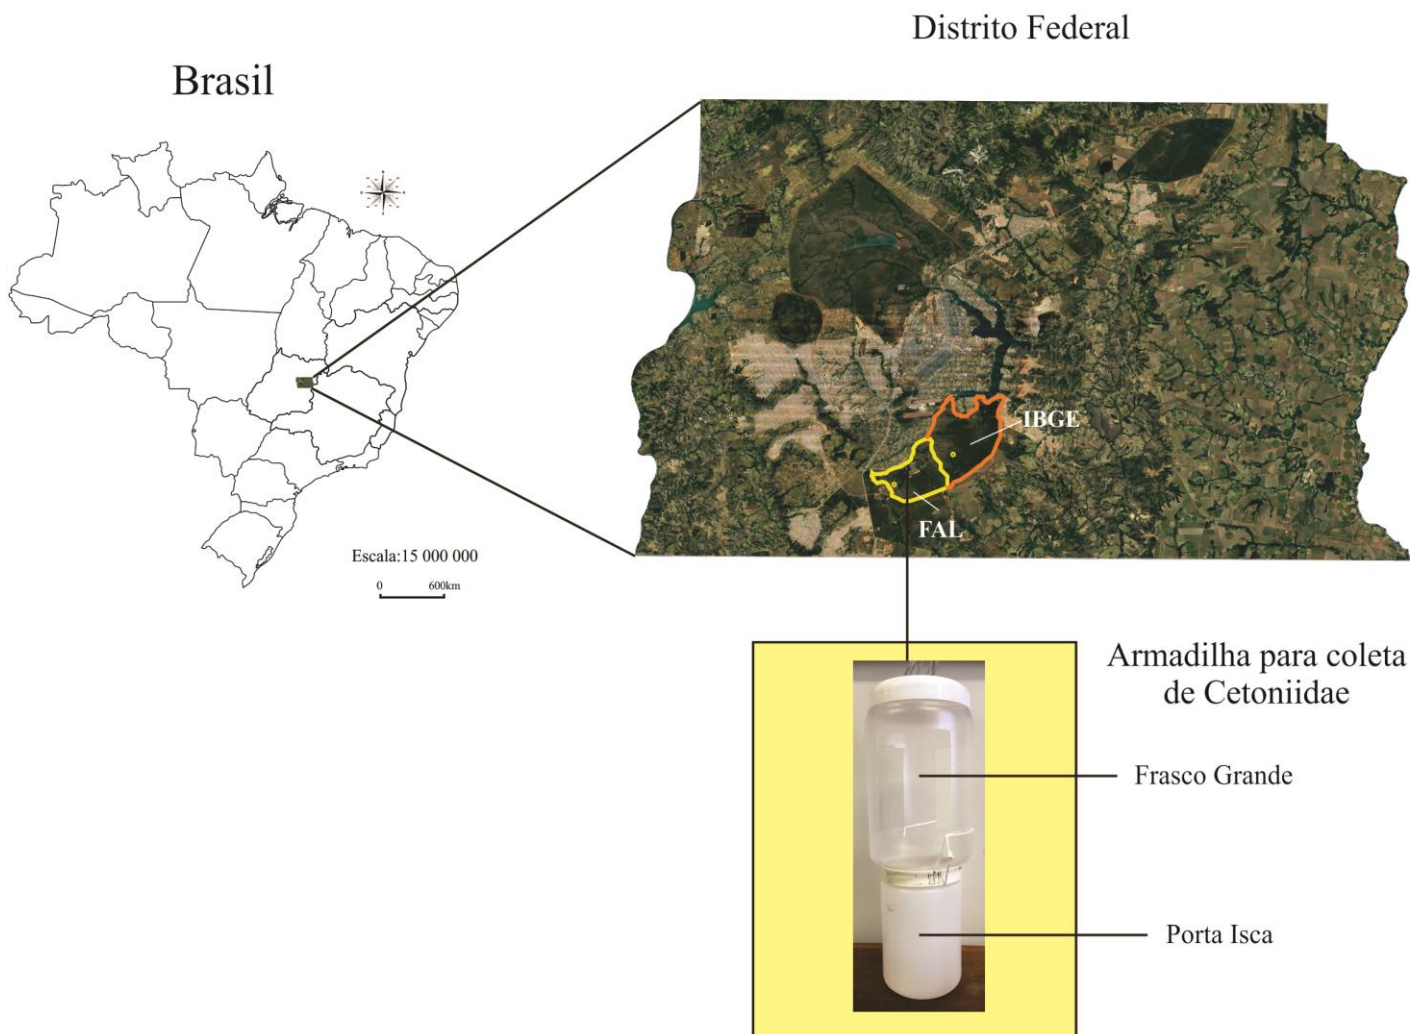 Distrito Federal
Brasil
IBGE
FAL
Escala:15 000 000
0 600km
Armadilha para coleta
de Cetoniidae
Frasco Grande
Porta Isca